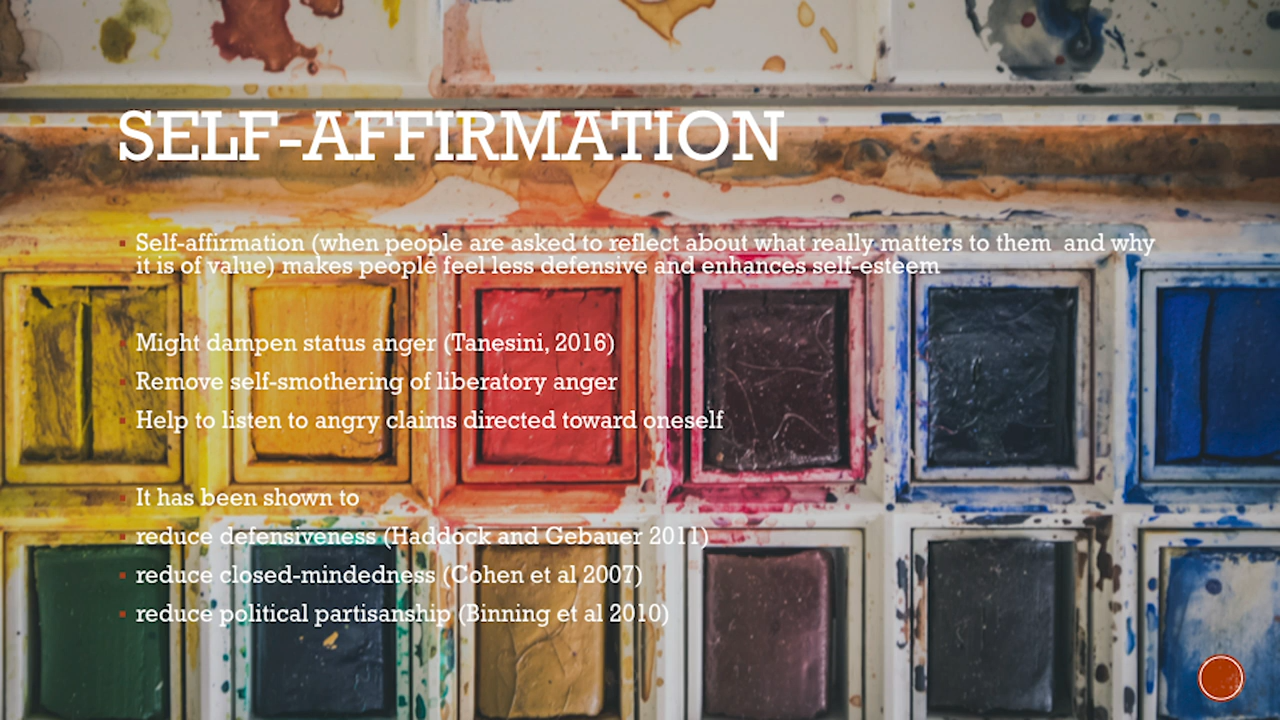 SELF-AFFIRMATION
Self-affirmation (when people are asked to reflect about what really matters to them  and why
it is of value) makes people feel less defensive and enhances self-esteem
Might dampen status anger (Tanesini, 2016)
Remove self-smothering of liberatory anger
Help to listen to angry claims directed toward oneself
It has been shown to
reduce defensiveness (Haddock and Gebauer 2011)
reduce closed-mindedness (Cohen et al 2007)
reduce political partisanship (Binning et al 2010)